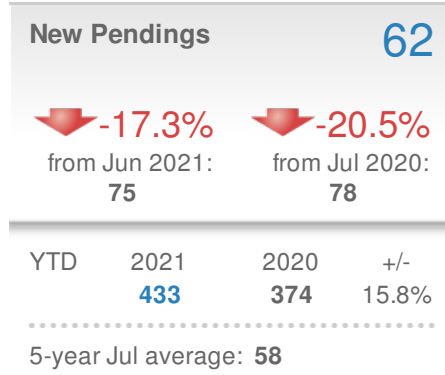 New Pendings 62
-17.3% -20.5%
from Jun 2021: from Jul 2020:
75 78
YTD 2021 2020 +/-
433 374 15.8%
5-year Jul average: 58